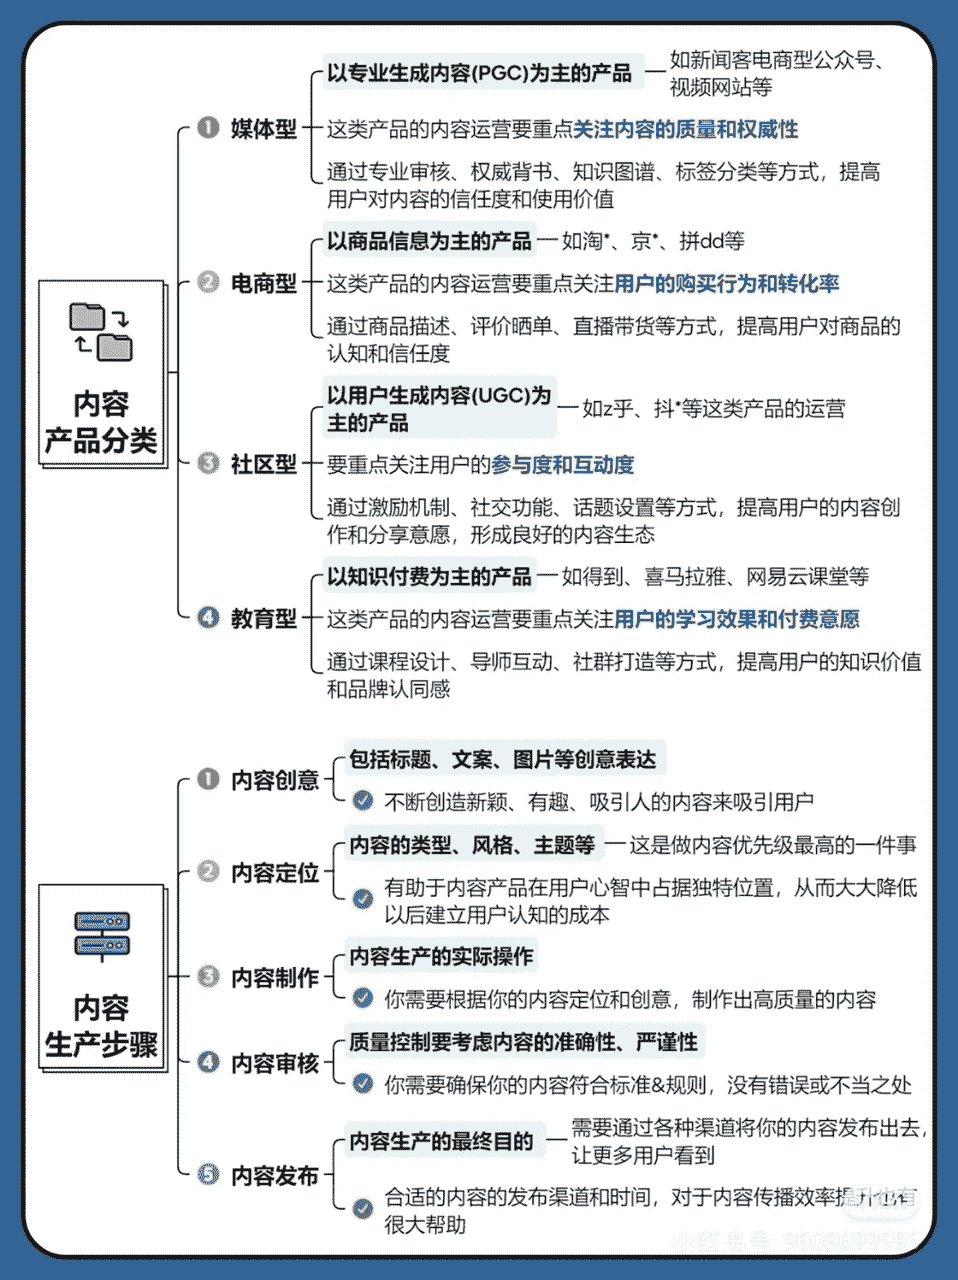 以专业生成内容(PGC)为主的产品
如新闻客电商型公众号、
视频网站等
1 媒体型
这类产品的内容运营要重点关注内容的质量和权威性
通过专业审核、权威背书、知识图谱、标签分类等方式，提高
用户对内容的信任度和使用价值
以商品信息为主的产品
如淘*、京*、拼dd等
2 电商型
这类产品的内容运营要重点关注用户的购买行为和转化率
通过商品描述、评价晒单、直播带货等方式，提高用户对商品的
认知和信任度
内容
产品分类
以用户生成内容(UGC)为
主的产品
如z乎、抖*等这类产品的运营
3 社区型
要重点关注用户的参与度和互动度
通过激励机制、社交功能、话题设置等方式，提高用户的内容创
作和分享意愿，形成良好的内容生态
以知识付费为主的产品
如得到、喜马拉雅、网易云课堂等
4 教育型
这类产品的内容运营要重点关注用户的学习效果和付费意愿
通过课程设计、导师互动、社群打造等方式，提高用户的知识价值
和品牌认同感
内容
生产步骤
1 内容创意
包括标题、文案、图片等创意表达
不断创造新颖、有趣、吸引人的内容来吸引用户
2 内容定位
内容的类型、风格、主题等
这是做内容优先级最高的一件事
有助于内容产品在用户心智中占据独特位置，从而大大降低
以后建立用户认知的成本
3 内容制作
内容生产的实际操作
你需要根据你的内容定位和创意，制作出高质量的内容
4 内容审核
质量控制要考虑内容的准确性、严谨性
你需要确保你的内容符合标准&规则，没有错误或不当之处
5 内容发布
内容生产的最终目的
需要通过各种渠道将你的内容发布出去，
让更多用户看到
合适的内容的发布渠道和时间，对于内容传播效率提升也有
很大帮助
小红书号